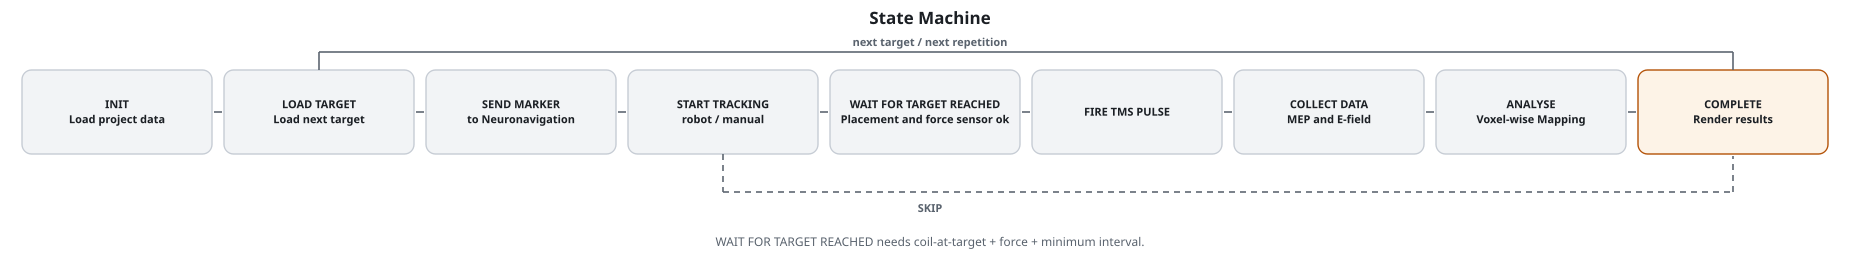 State Machine
next target / next repetition
INIT
Load project data
LOAD TARGET
Load next target
SEND MARKER
to Neuronavigation
START TRACKING
robot / manual
WAIT FOR TARGET REACHED
Placement and force sensor ok
FIRE TMS PULSE
COLLECT DATA
MEP and E-field
ANALYSE
Voxel-wise Mapping
COMPLETE
Render results
SKIP
WAIT FOR TARGET REACHED needs coil-at-target + force + minimum interval.